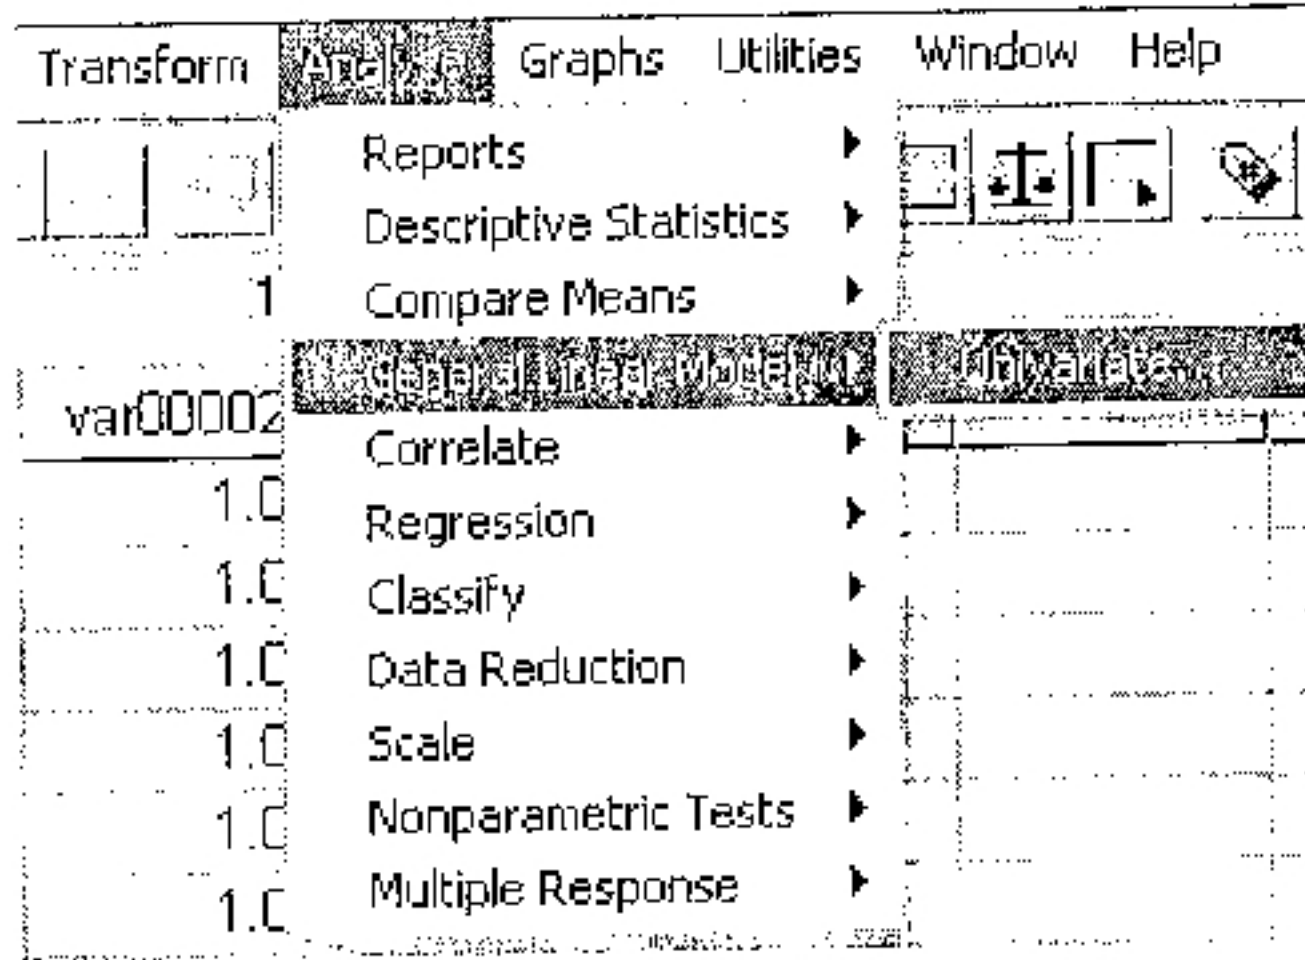 Transform Analyze Graphs Utilities Window Help
Reports
Descriptive Statistics
Compare Means
1
General Linear Model Univariate...
var00002
Correlate
1.0
Regression
1.0
Classify
1.0
Data Reduction
1.0
Scale
1.0
Nonparametric Tests
1.0
Multiple Response